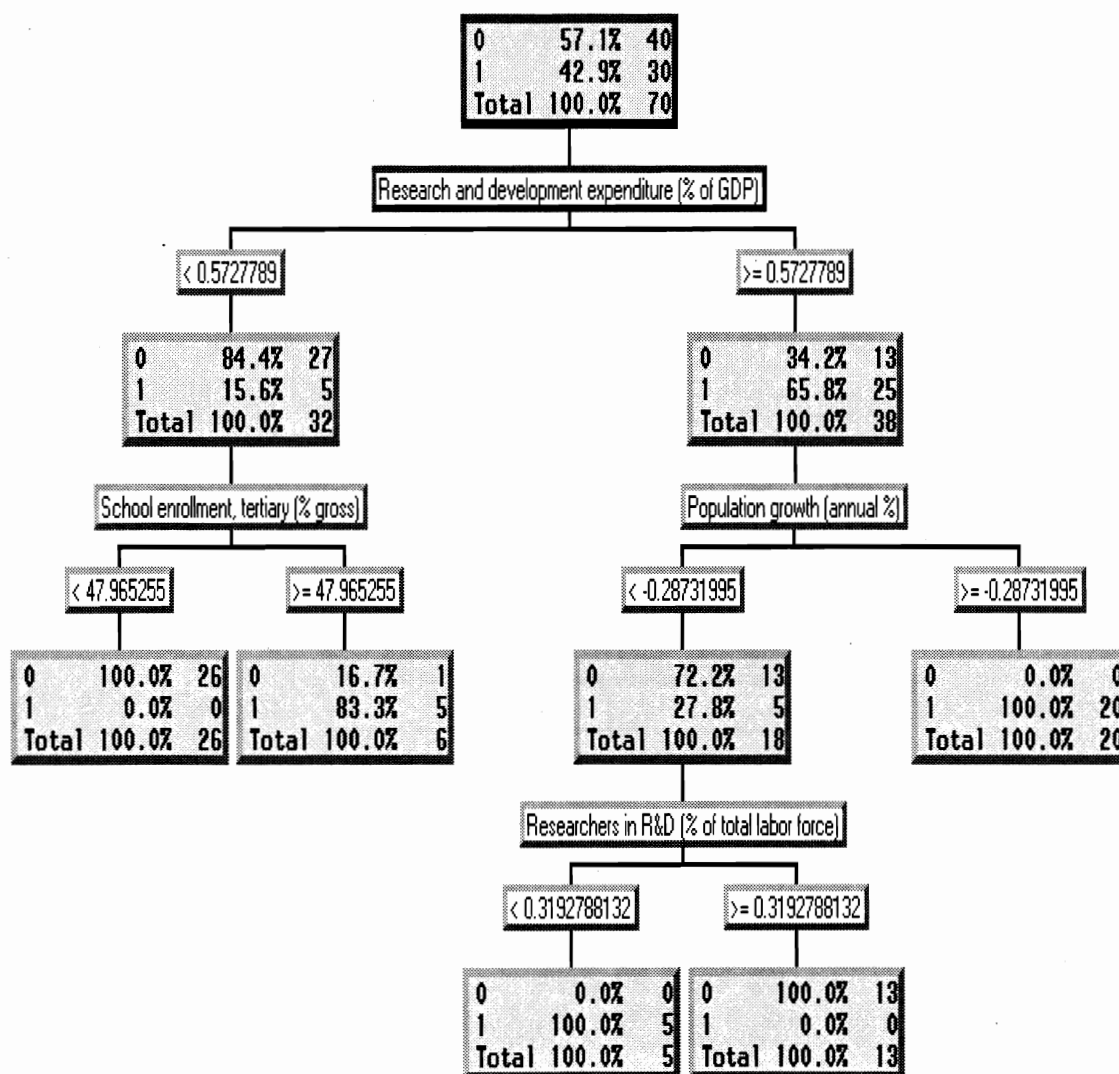 0 57.1% 40
1 42.9% 30
Total 100.0% 70
Research and development expenditure (% of GDP)
< 0.5727789
>= 0.5727789
0 84.4% 27
1 15.6% 5
Total 100.0% 32
0 34.2% 13
1 65.8% 25
Total 100.0% 38
School enrollment, tertiary (% gross)
Population growth (annual %)
< 47.965255
>= 47.965255
< -0.28731995
>= -0.28731995
0 100.0% 26
1 0.0% 0
Total 100.0% 26
0 16.7% 1
1 83.3% 5
Total 100.0% 6
0 72.2% 13
1 27.8% 5
Total 100.0% 18
0 0.0% 0
1 100.0% 20
Total 100.0% 20
Researchers in R&D (% of total labor force)
< 0.3192788132
>= 0.3192788132
0 0.0% 0
1 100.0% 5
Total 100.0% 5
0 100.0% 13
1 0.0% 0
Total 100.0% 13